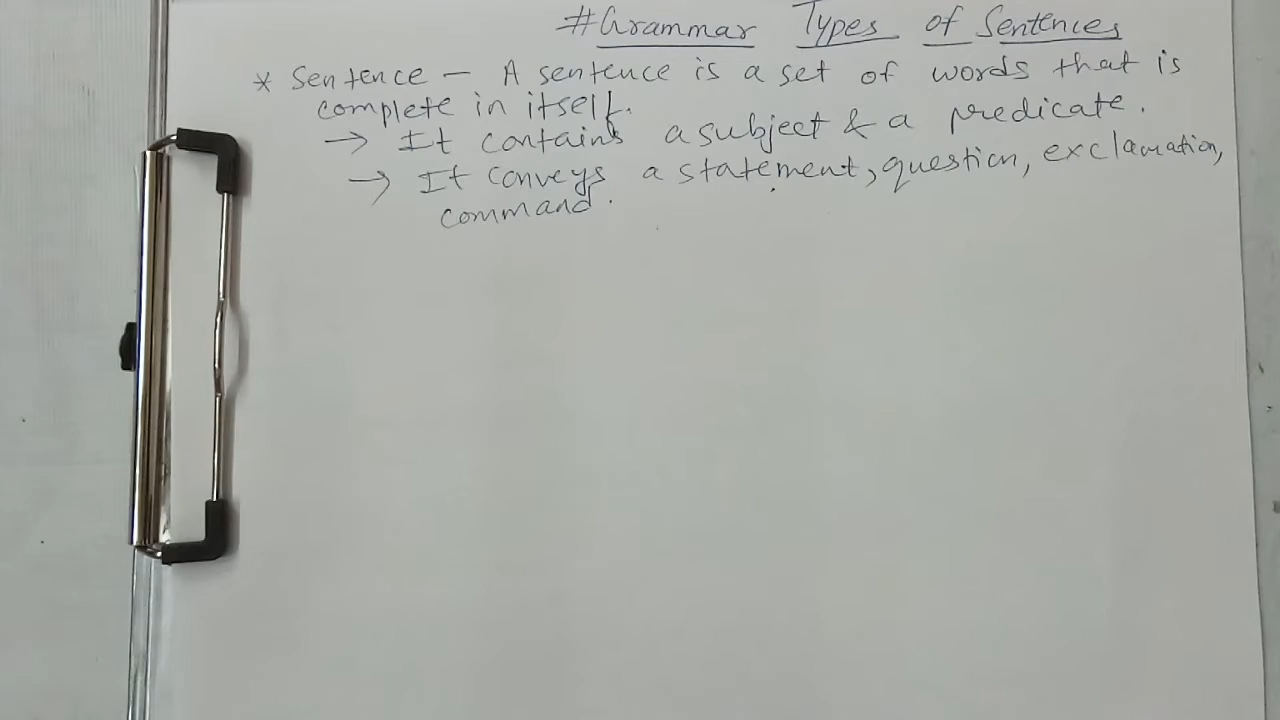 #Grammar Types of Sentences
* Sentence – A sentence is a set of words that is
complete in itself.
→ It contains a subject & a predicate.
→ It conveys a statement, question, exclamation,
command.